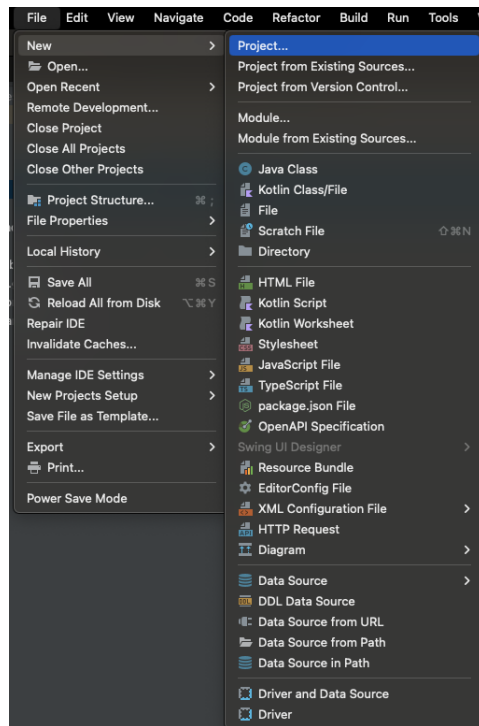 File Edit View Navigate Code Refactor Build Run Tools
New
Open...
Open Recent
Remote Development...
Close Project
Close All Projects
Close Other Projects
Project Structure... ⌘ ;
File Properties
Local History
Save All ⌘ S
Reload All from Disk ⌥ ⌘ Y
Repair IDE
Invalidate Caches...
Manage IDE Settings
New Projects Setup
Save File as Template...
Export
Print...
Power Save Mode
Project...
Project from Existing Sources...
Project from Version Control...
Module...
Module from Existing Sources...
Java Class
Kotlin Class/File
File
Scratch File ⇧ ⌘ N
Directory
HTML File
Kotlin Script
Kotlin Worksheet
Stylesheet
JavaScript File
TypeScript File
package.json File
OpenAPI Specification
Swing UI Designer
Resource Bundle
EditorConfig File
XML Configuration File
HTTP Request
Diagram
Data Source
DDL Data Source
Data Source from URL
Data Source from Path
Data Source in Path
Driver and Data Source
Driver